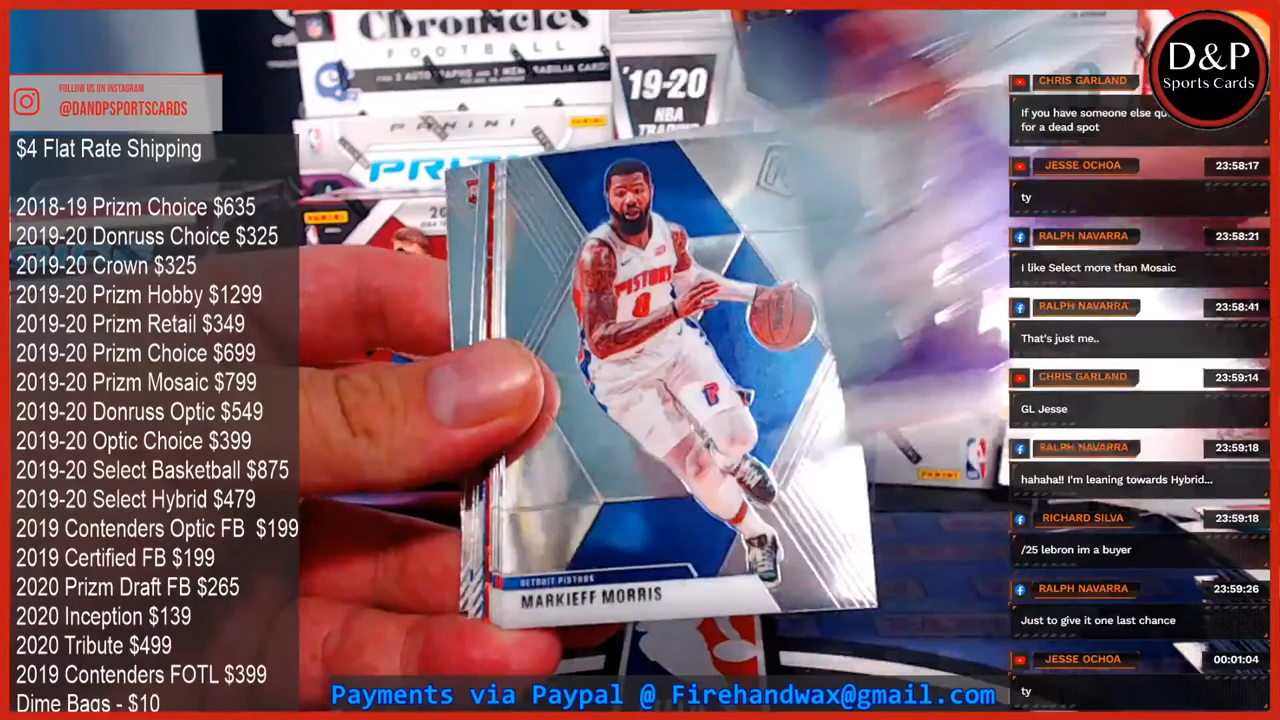 Chronicles
FOOTBALL
'19-20
NBA
PANINI
FOLLOW US ON INSTAGRAM
@DANDPSPORTSCARDS
$4 Flat Rate Shipping
2018-19 Prizm Choice $635
2019-20 Donruss Choice $325
2019-20 Crown $325
2019-20 Prizm Hobby $1299
2019-20 Prizm Retail $349
2019-20 Prizm Choice $699
2019-20 Prizm Mosaic $799
2019-20 Donruss Optic $549
2019-20 Optic Choice $399
2019-20 Select Basketball $875
2019-20 Select Hybrid $479
2019 Contenders Optic FB $199
2019 Certified FB $199
2020 Prizm Draft FB $265
2020 Inception $139
2020 Tribute $499
2019 Contenders FOTL $399
Dime Bags - $10
PISTONS
8
DETROIT PISTONS
MARKIEFF MORRIS
PANINI
Payments via Paypal @ Firehandwax@gmail.com
D&P
Sports Cards
CHRIS GARLAND
If you have someone else
for a dead spot
JESSE OCHOA 23:58:17
ty
RALPH NAVARRA 23:58:21
I like Select more than Mosaic
RALPH NAVARRA 23:58:41
That's just me..
CHRIS GARLAND 23:59:14
GL Jesse
RALPH NAVARRA 23:59:18
hahaha!! I'm leaning towards Hybrid...
RICHARD SILVA 23:59:18
/25 lebron im a buyer
RALPH NAVARRA 23:59:26
Just to give it one last chance
JESSE OCHOA 00:01:04
ty